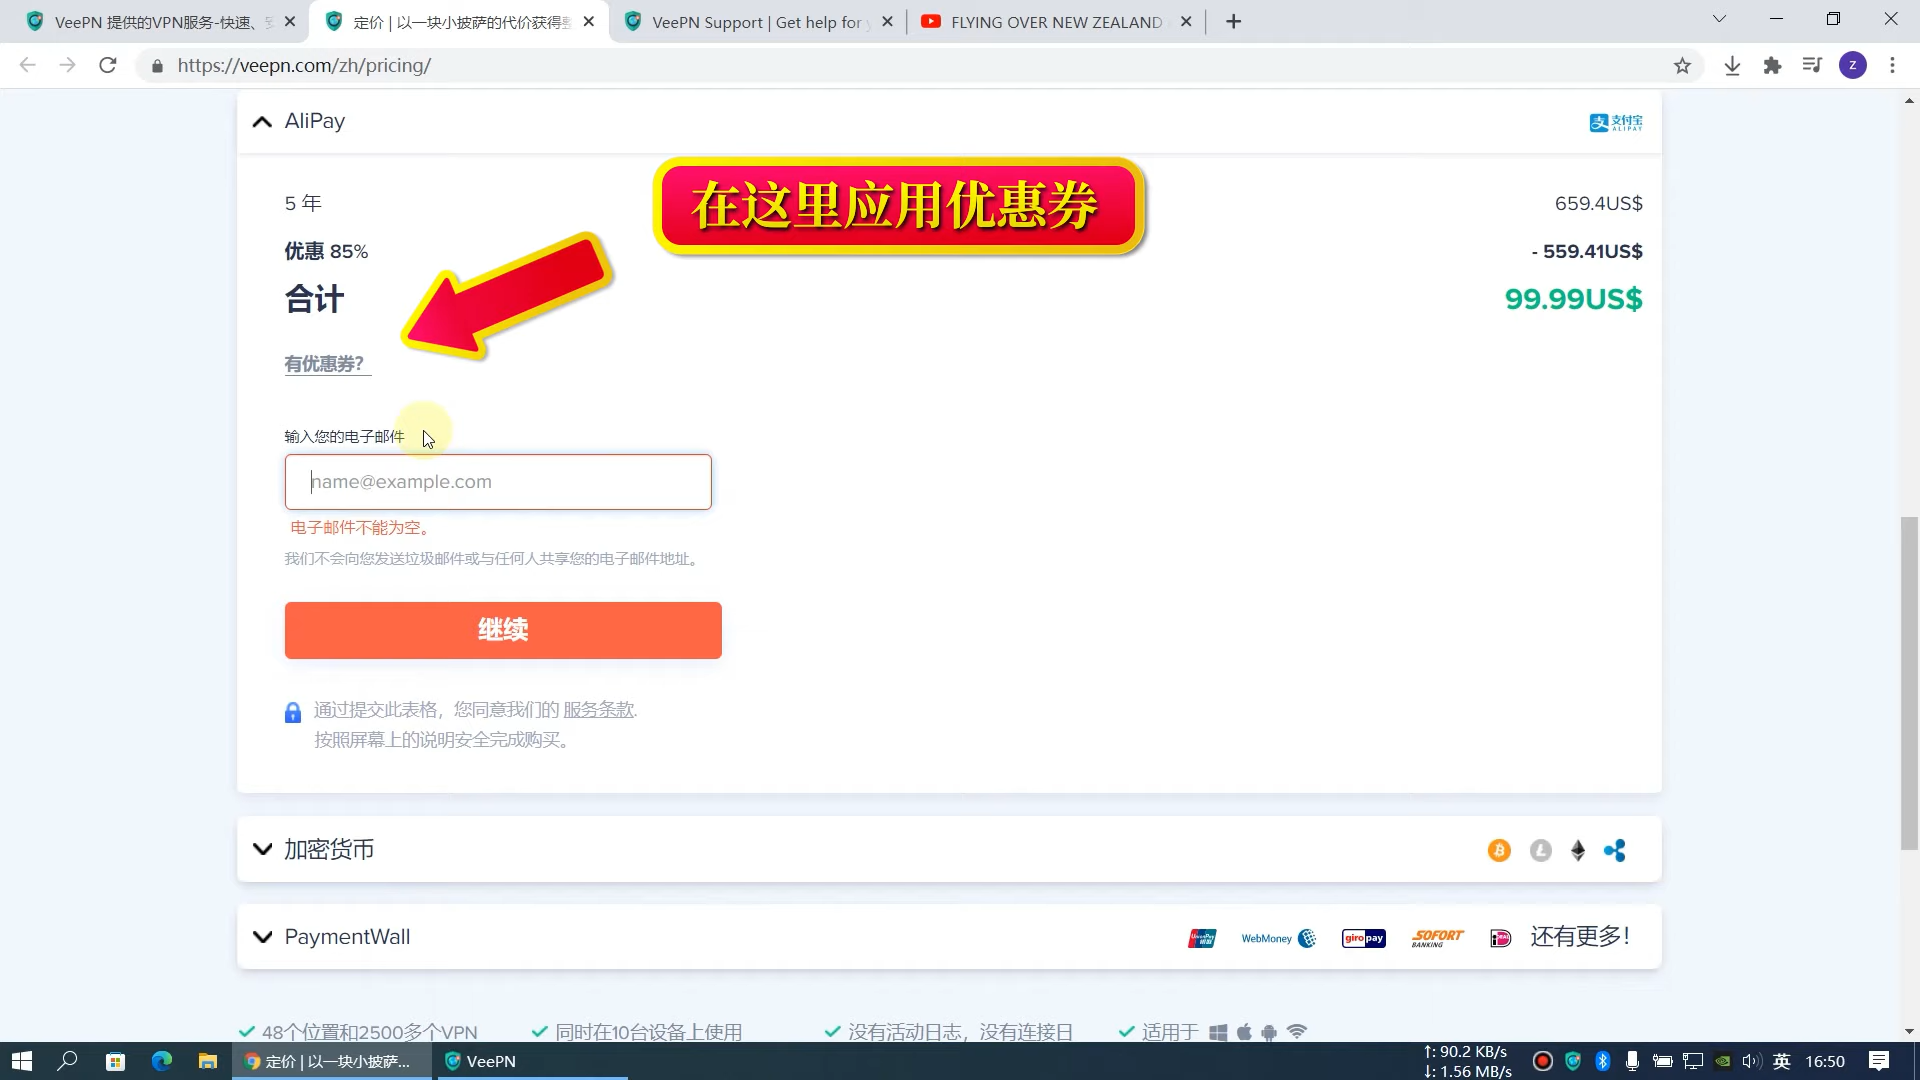 VeePN 提供的VPN服务-快速、安
定价 | 以一块小披萨的代价获得整
VeePN Support | Get help for y
FLYING OVER NEW ZEALAND
https://veepn.com/zh/pricing/
Z
AliPay
支付宝
ALIPAY
在这里应用优惠券
5 年
659.4US$
优惠 85%
- 559.41US$
合计
99.99US$
有优惠券?
输入您的电子邮件
name@example.com
电子邮件不能为空。
我们不会向您发送垃圾邮件或与任何人共享您的电子邮件地址。
继续
通过提交此表格，您同意我们的 服务条款.
按照屏幕上的说明安全完成购买。
加密货币
PaymentWall
UnionPay
WebMoney
giropay
SOFORT
BANKING
iDEAL
还有更多!
48个位置和2500多个VPN
同时在10台设备上使用
没有活动日志，没有连接日
适用于
定价 | 以一块小披萨...
VeePN
↑: 90.2 KB/s
↓: 1.56 MB/s
英
16:50